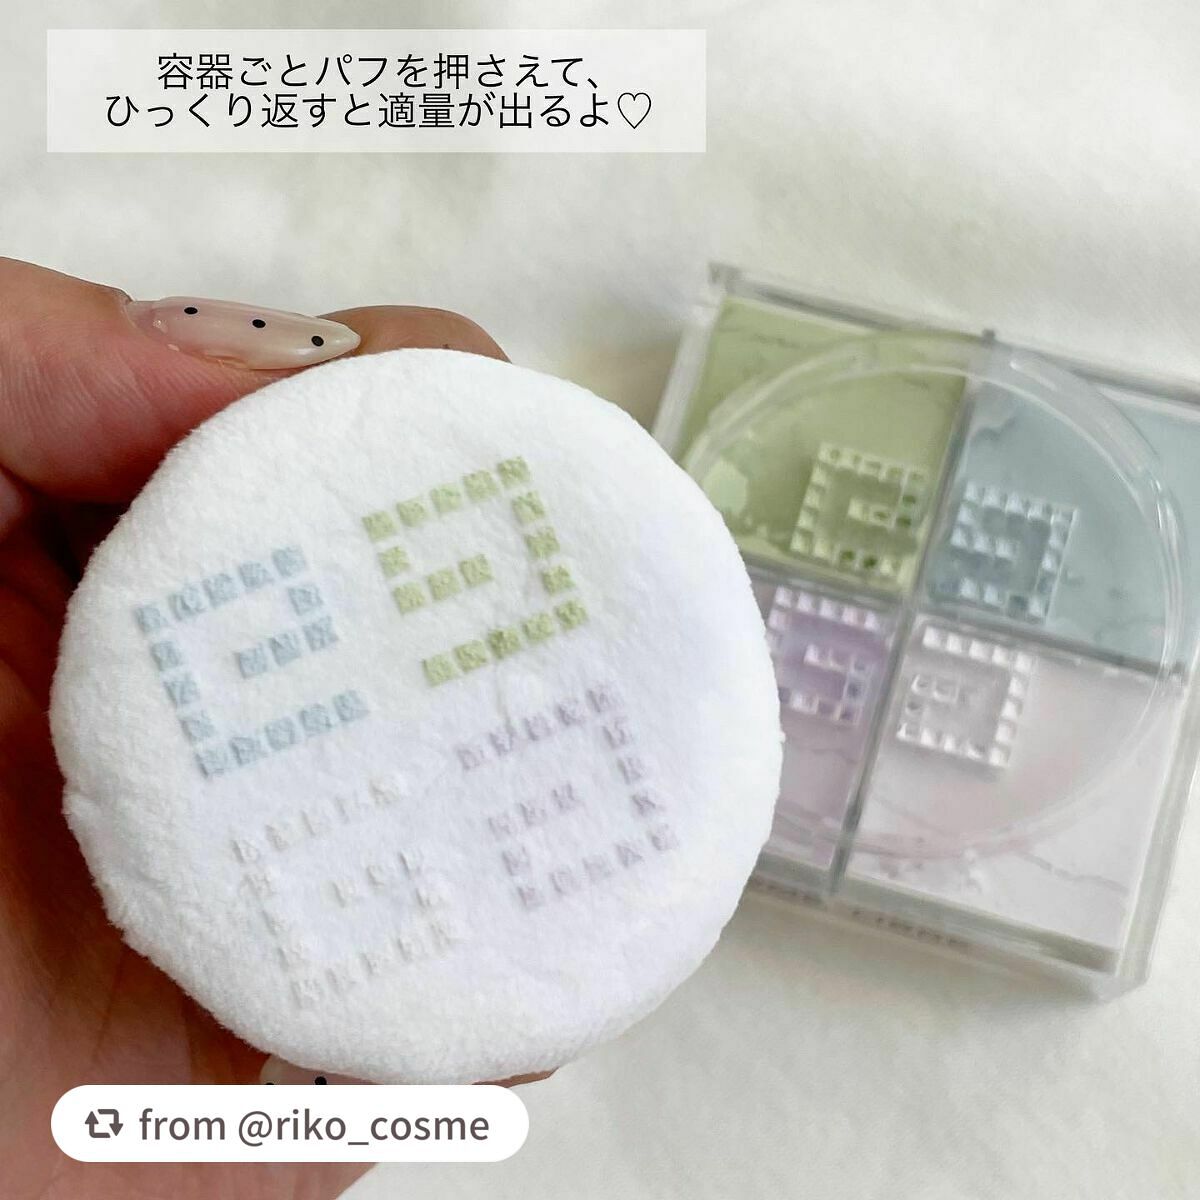 容器ごとパフを押さえて、
ひっくり返すと適量が出るよ♡
from @riko_cosme